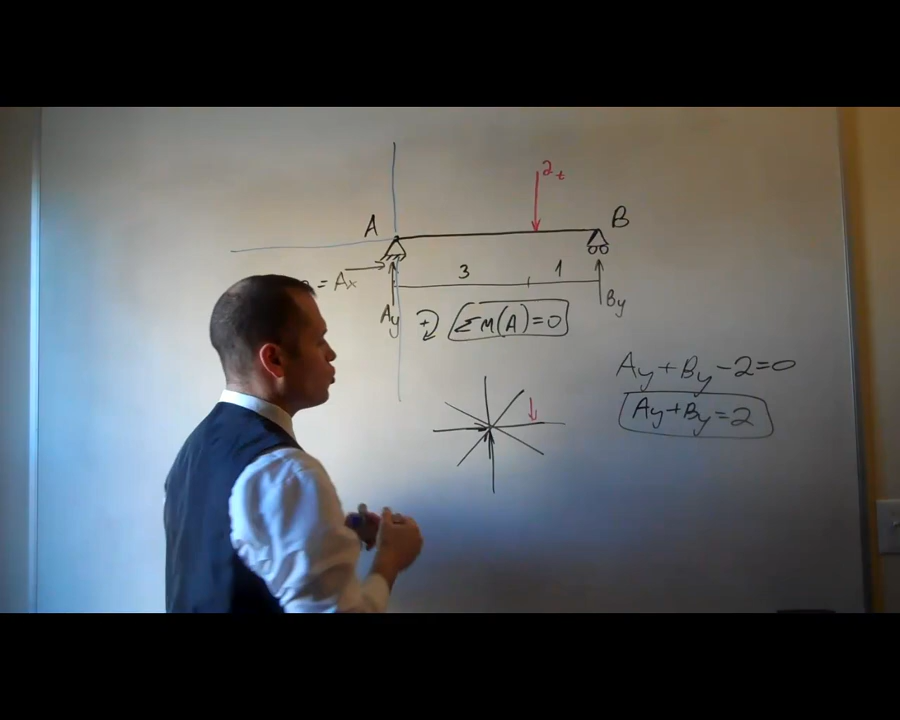 2t
A
B
3
1
= Ax
Ay
By
+
ΣM(A)=0
Ay+By-2=0
Ay+By=2